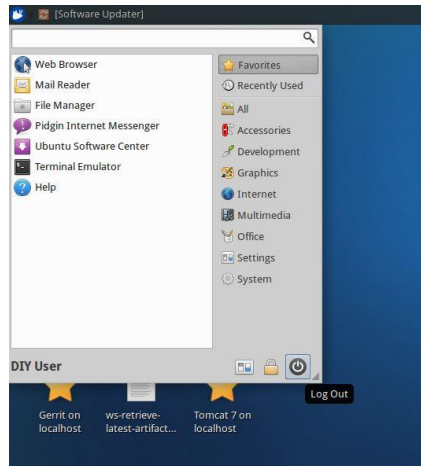 [Software Updater]
Web Browser
Mail Reader
File Manager
Pidgin Internet Messenger
Ubuntu Software Center
Terminal Emulator
Help
Favorites
Recently Used
All
Accessories
Development
Graphics
Internet
Multimedia
Office
Settings
System
DIY User
Log Out
Gerrit on
localhost
ws-retrieve-
latest-artifact...
Tomcat 7 on
localhost